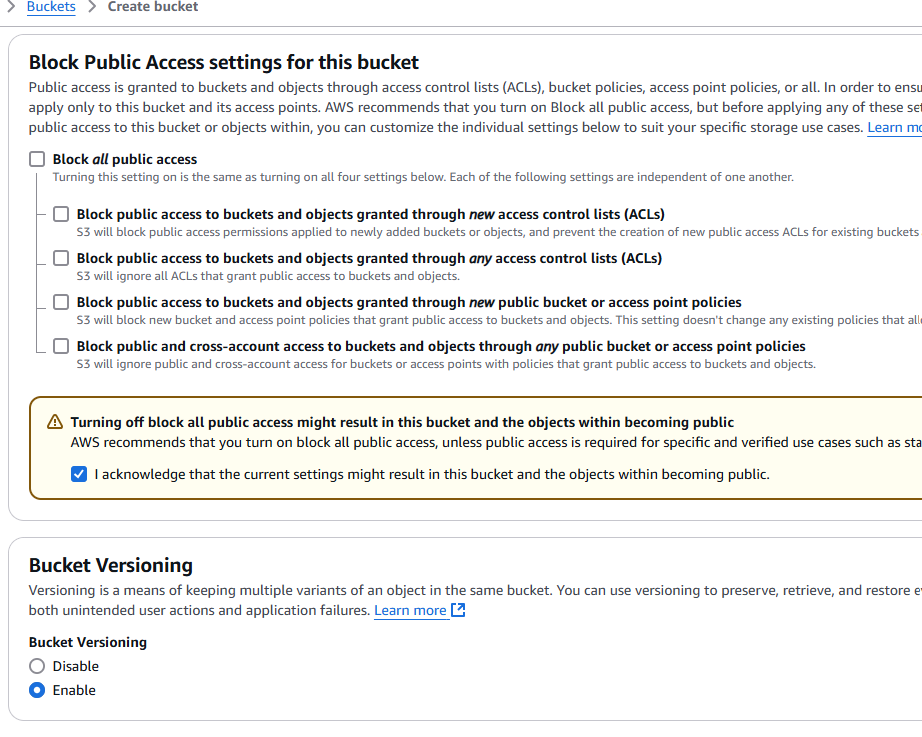 Buckets > Create bucket
Block Public Access settings for this bucket
Public access is granted to buckets and objects through access control lists (ACLs), bucket policies, access point policies, or all. In order to ensu
apply only to this bucket and its access points. AWS recommends that you turn on Block all public access, but before applying any of these set
public access to this bucket or objects within, you can customize the individual settings below to suit your specific storage use cases. Learn mo
Block all public access
Turning this setting on is the same as turning on all four settings below. Each of the following settings are independent of one another.
Block public access to buckets and objects granted through new access control lists (ACLs)
S3 will block public access permissions applied to newly added buckets or objects, and prevent the creation of new public access ACLs for existing buckets
Block public access to buckets and objects granted through any access control lists (ACLs)
S3 will ignore all ACLs that grant public access to buckets and objects.
Block public access to buckets and objects granted through new public bucket or access point policies
S3 will block new bucket and access point policies that grant public access to buckets and objects. This setting doesn't change any existing policies that all
Block public and cross-account access to buckets and objects through any public bucket or access point policies
S3 will ignore public and cross-account access for buckets or access points with policies that grant public access to buckets and objects.
Turning off block all public access might result in this bucket and the objects within becoming public
AWS recommends that you turn on block all public access, unless public access is required for specific and verified use cases such as sta
I acknowledge that the current settings might result in this bucket and the objects within becoming public.
Bucket Versioning
Versioning is a means of keeping multiple variants of an object in the same bucket. You can use versioning to preserve, retrieve, and restore ev
both unintended user actions and application failures. Learn more
Bucket Versioning
Disable
Enable